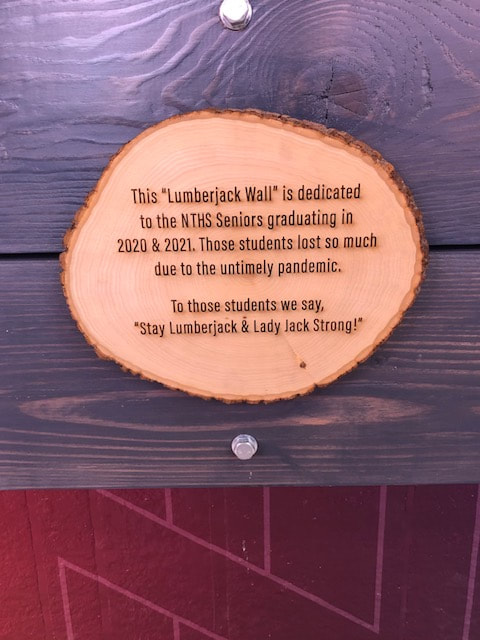 This "Lumberjack Wall" is dedicated
to the NTHS Seniors graduating in
2020 & 2021. Those students lost so much
due to the untimely pandemic.
To those students we say,
"Stay Lumberjack & Lady Jack Strong!"